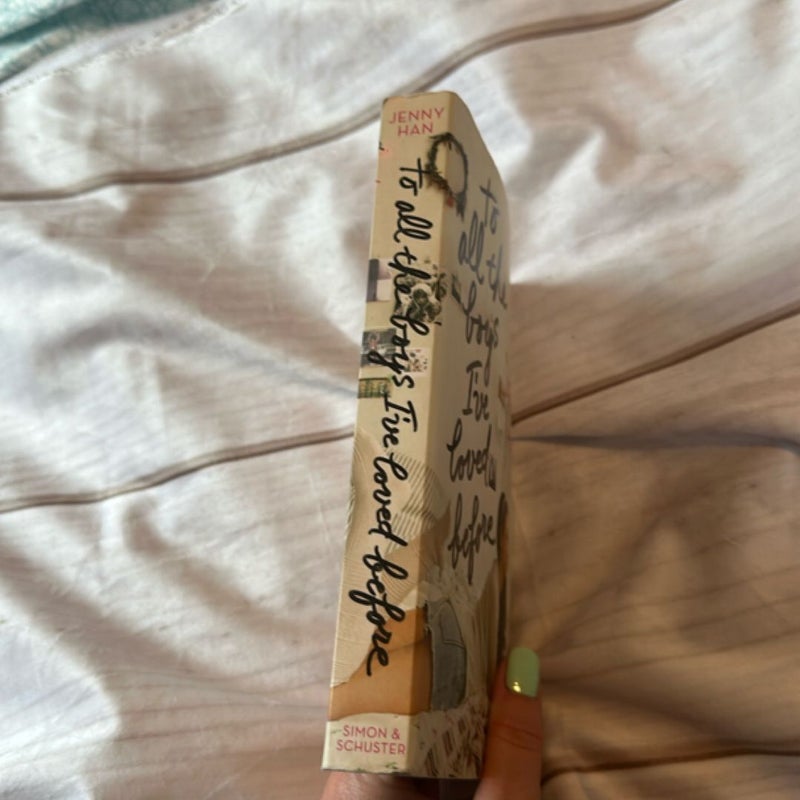 JENNY
HAN
To all the boys I've loved before
SIMON &
SCHUSTER
to
all the
boys
I've
loved
before